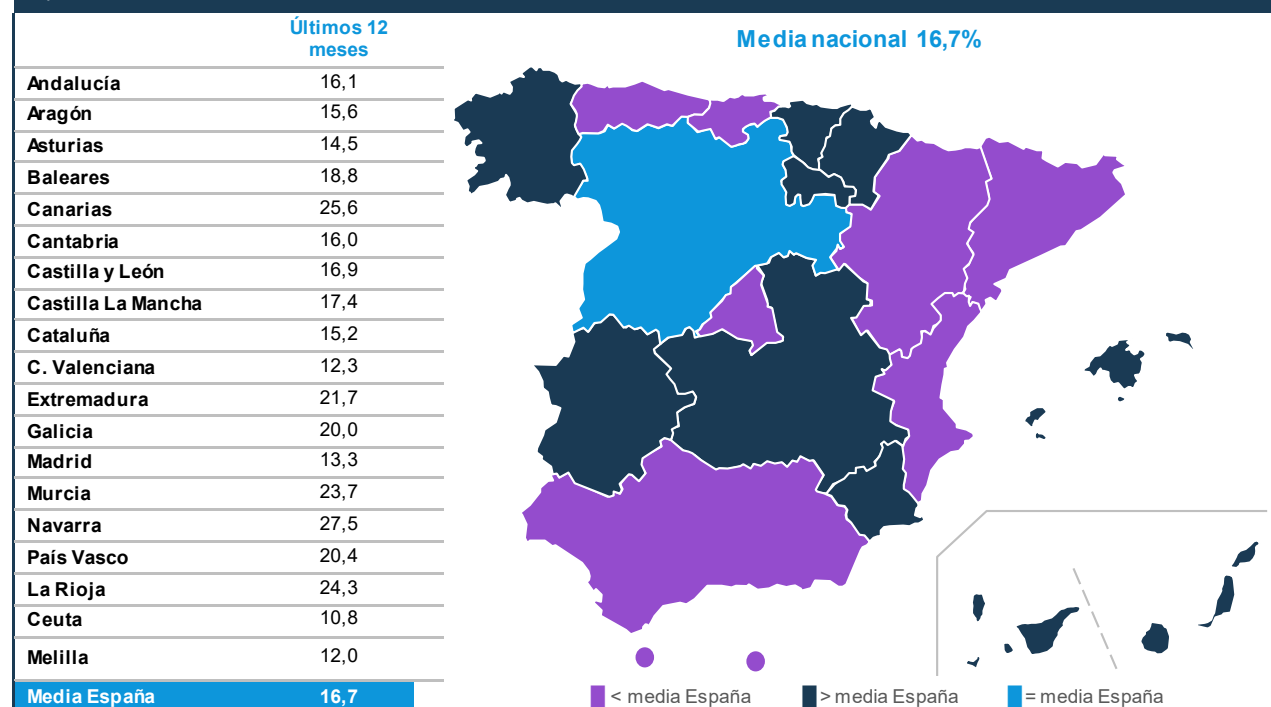 Últimos 12
meses
Andalucía 16,1
Aragón 15,6
Asturias 14,5
Baleares 18,8
Canarias 25,6
Cantabria 16,0
Castilla y León 16,9
Castilla La Mancha 17,4
Cataluña 15,2
C. Valenciana 12,3
Extremadura 21,7
Galicia 20,0
Madrid 13,3
Murcia 23,7
Navarra 27,5
País Vasco 20,4
La Rioja 24,3
Ceuta 10,8
Melilla 12,0
Media España 16,7
Media nacional 16,7%
< media España
> media España
= media España